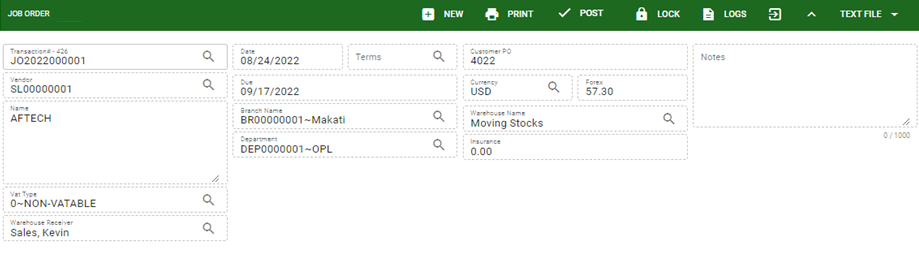 JOB ORDER
NEW
PRINT
POST
LOCK
LOGS
TEXT FILE
Transaction# - 426
JO2022000001
Vendor
SL00000001
Name
AFTECH
Vat Type
0~NON-VATABLE
Warehouse Receiver
Sales, Kevin
Date
08/24/2022
Terms
Due
09/17/2022
Branch Name
BR00000001~Makati
Department
DEP0000001~OPL
Customer PO
4022
Currency
USD
Forex
57.30
Warehouse Name
Moving Stocks
Insurance
0.00
Notes
0 / 1000